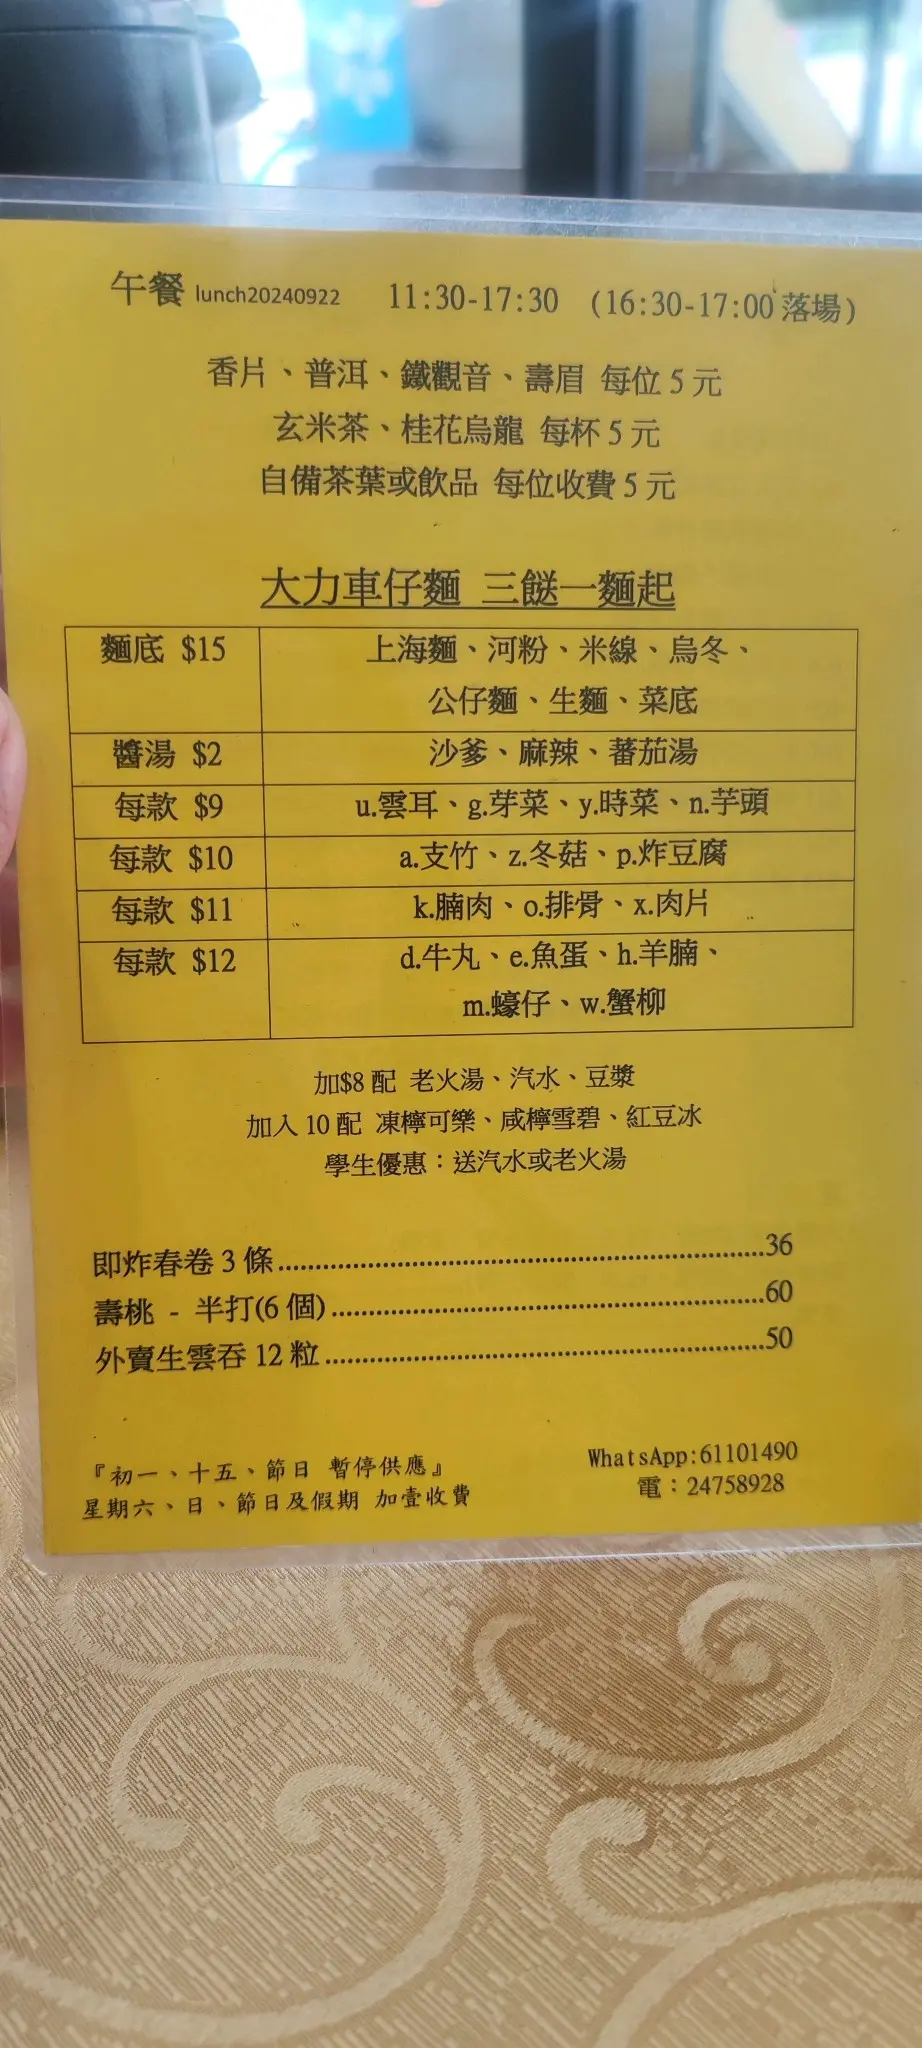 午餐 lunch20240922 11:30-17:30 (16:30-17:00落場)
香片、普洱、鐵觀音、壽眉 每位5元
玄米茶、桂花烏龍 每杯5元
自備茶葉或飲品 每位收費5元
大力車仔麵 三餸一麵起
麵底 $15 上海麵、河粉、米線、烏冬、
公仔麵、生麵、菜底
醬湯 $2 沙爹、麻辣、蕃茄湯
每款 $9 u.雲耳、g.芽菜、y.時菜、n.芋頭
每款 $10 a.支竹、z.冬菇、p.炸豆腐
每款 $11 k.腩肉、o.排骨、x.肉片
每款 $12 d.牛丸、e.魚蛋、h.羊腩、
m.蠔仔、w.蟹柳
加$8配 老火湯、汽水、豆漿
加入10配 凍檸可樂、咸檸雪碧、紅豆冰
學生優惠：送汽水或老火湯
即炸春卷3條……36
壽桃 - 半打(6個)……60
外賣生雲吞12粒……50
『初一、十五、節日 暫停供應』
星期六、日、節日及假期 加壹收費
WhatsApp:61101490
電：24758928